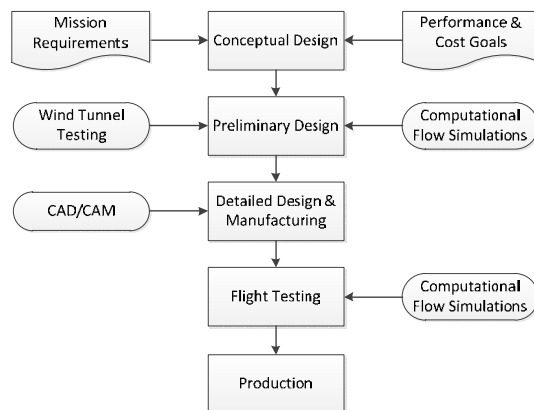 Mission
Requirements
Conceptual Design
Performance &
Cost Goals
Wind Tunnel
Testing
Preliminary Design
Computational
Flow Simulations
CAD/CAM
Detailed Design &
Manufacturing
Flight Testing
Computational
Flow Simulations
Production